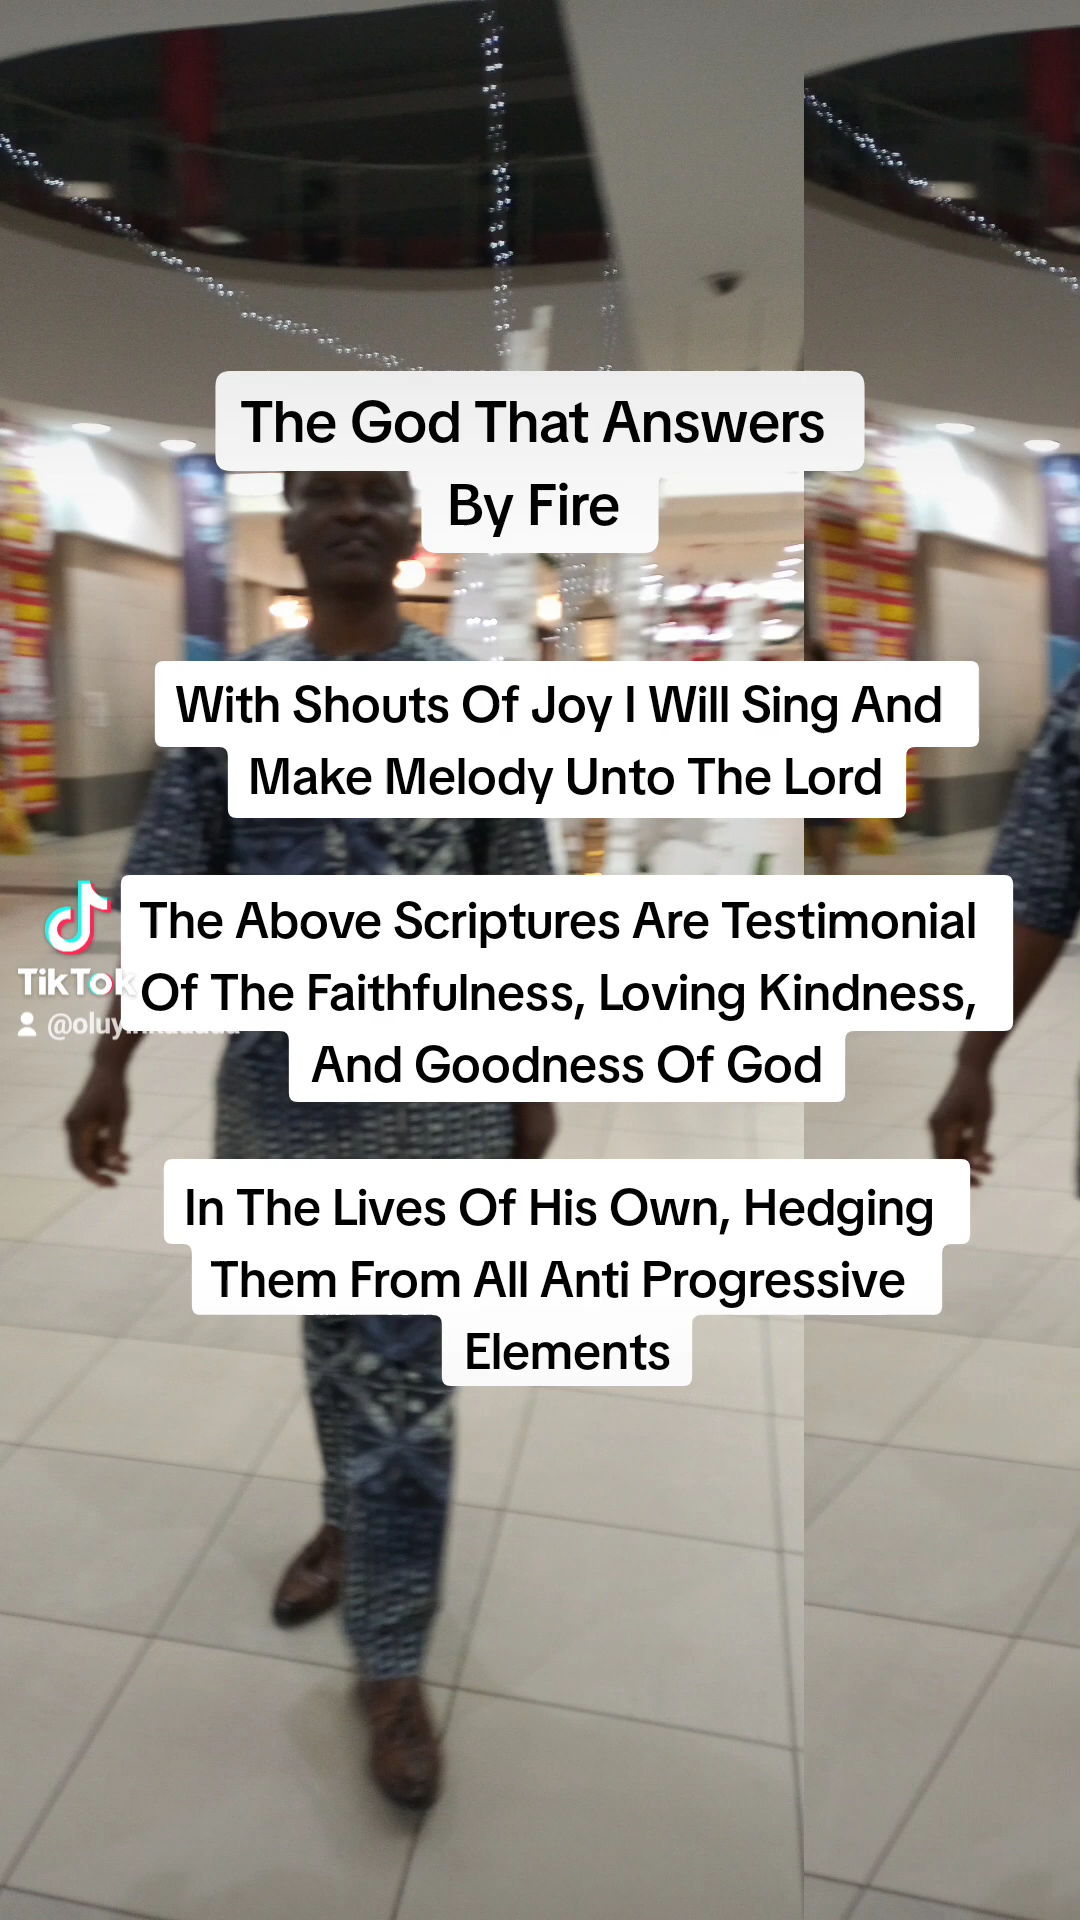 The God That Answers
By Fire
With Shouts Of Joy I Will Sing And
Make Melody Unto The Lord
The Above Scriptures Are Testimonial
Of The Faithfulness, Loving Kindness,
And Goodness Of God
In The Lives Of His Own, Hedging
Them From All Anti Progressive
Elements
TikTok